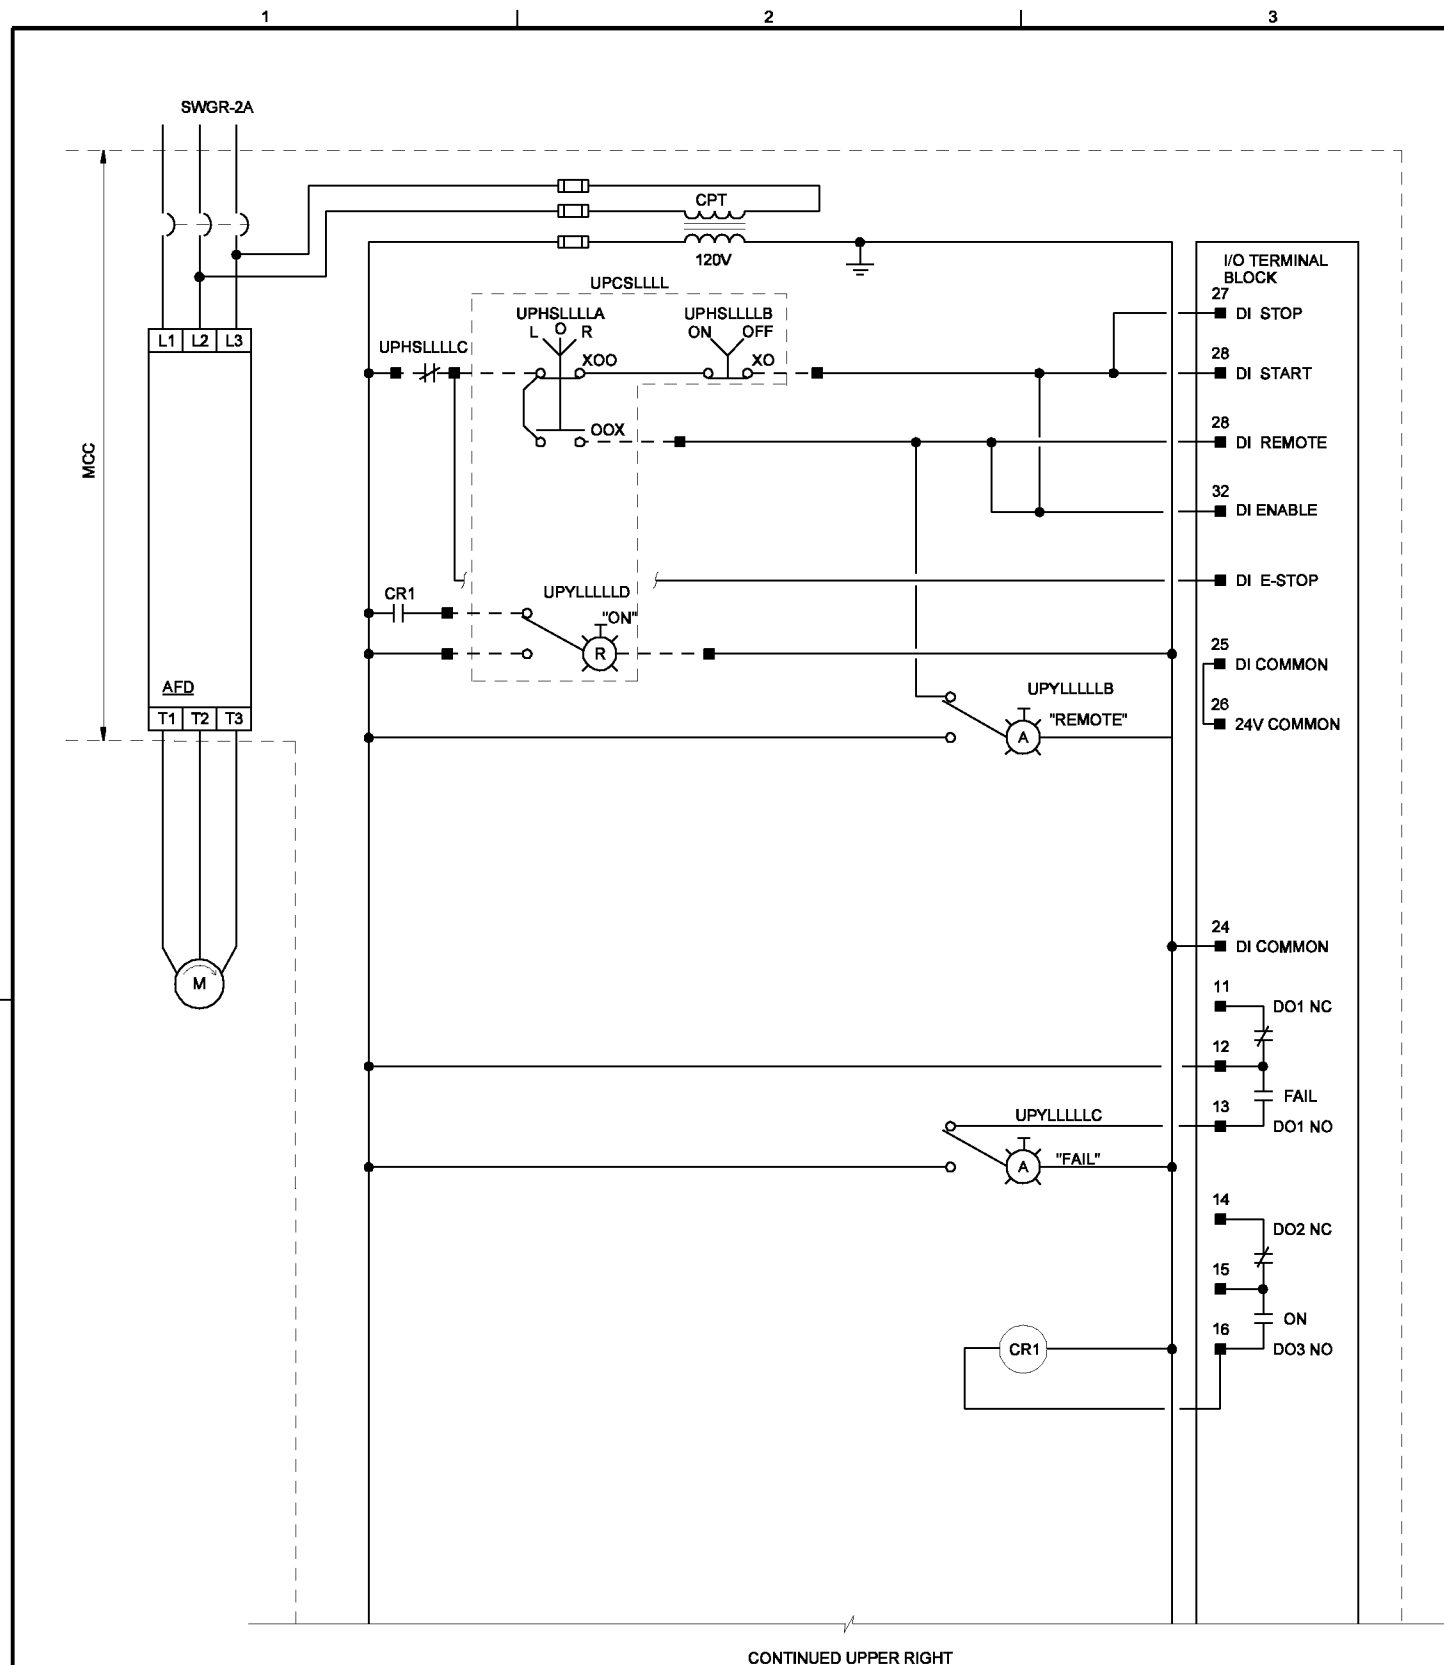 1 2 3
SWGR-2A
CPT
120V
I/O TERMINAL
BLOCK
UPCSLLLL
27
DI STOP
UPHSLLLLA
L O R
UPHSLLLLB
ON OFF
UPHSLLLLC
XOO
XO
28
DI START
L1 L2 L3
OOX
28
DI REMOTE
MCC
32
DI ENABLE
DI E-STOP
CR1
UPYLLLLLD
"ON"
R
25
DI COMMON
AFD
T1 T2 T3
UPYLLLLLB
"REMOTE"
A
26
24V COMMON
24
DI COMMON
M
11
DO1 NC
12
FAIL
13
DO1 NO
UPYLLLLLC
"FAIL"
A
14
DO2 NC
15
ON
16
DO3 NO
CR1
CONTINUED UPPER RIGHT